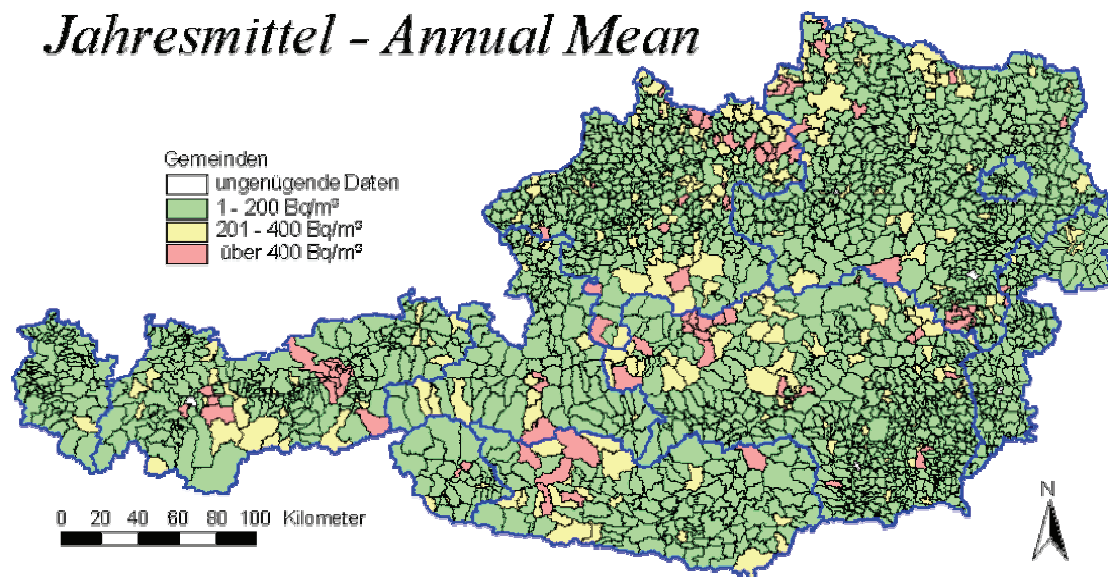 Jahresmittel - Annual Mean
Gemeinden
ungenügende Daten
1 - 200 Bq/m³
201 - 400 Bq/m³
über 400 Bq/m³
0 20 40 60 80 100 Kilometer
N